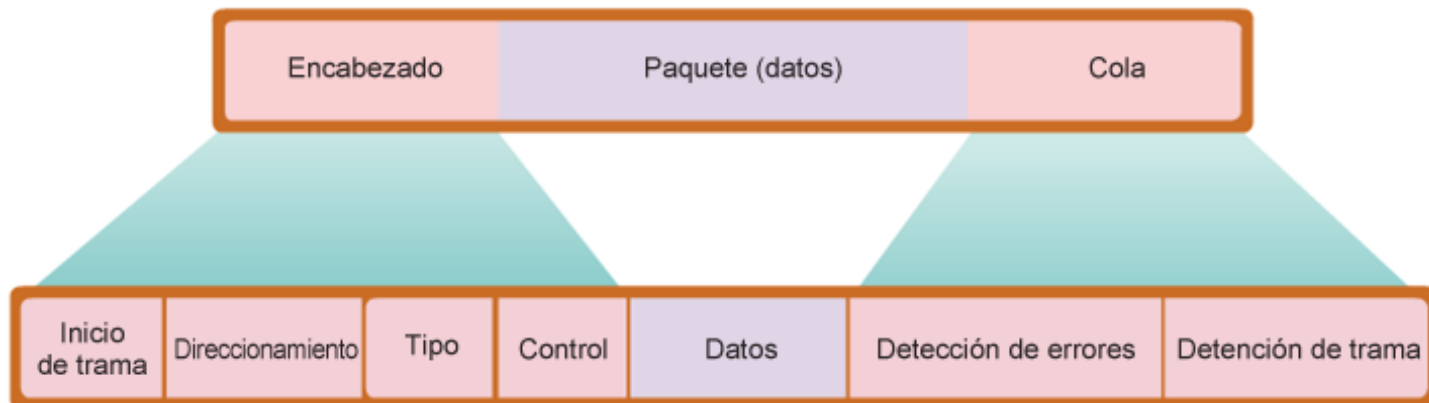 Encabezado
Paquete (datos)
Cola
Inicio
de trama
Direccionamiento
Tipo
Control
Datos
Detección de errores
Detención de trama